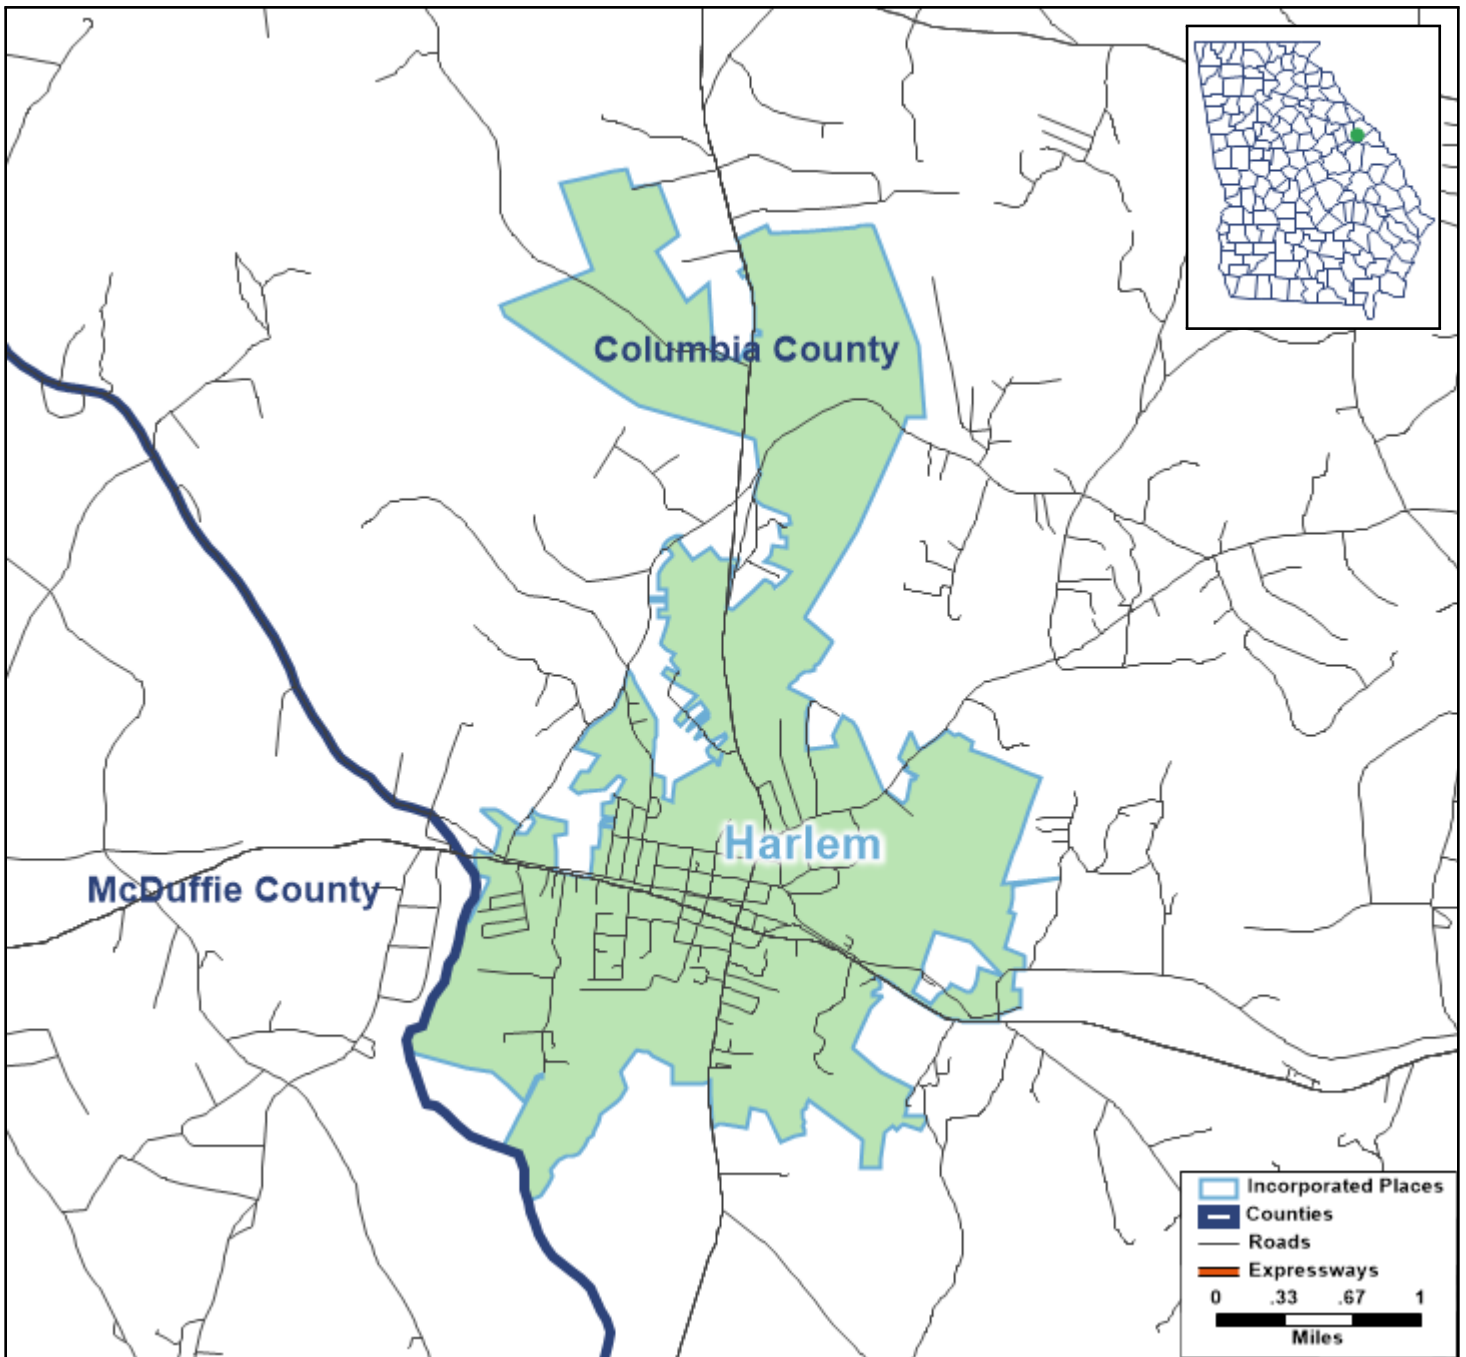 Columbia County
Harlem
McDuffie County
Incorporated Places
Counties
Roads
Expressways
0 .33 .67 1
Miles